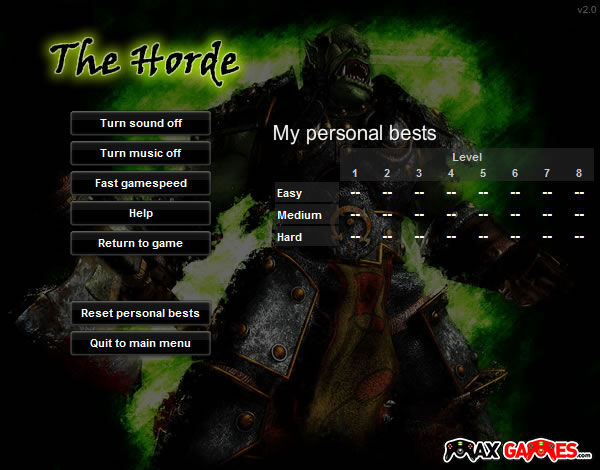 v2.0
The Horde
Turn sound off
Turn music off
Fast gamespeed
Help
Return to game
Reset personal bests
Quit to main menu
My personal bests
Level
1 2 3 4 5 6 7 8
Easy -- -- -- -- -- -- -- --
Medium -- -- -- -- -- -- -- --
Hard -- -- -- -- -- -- -- --
MAX GAMES.com